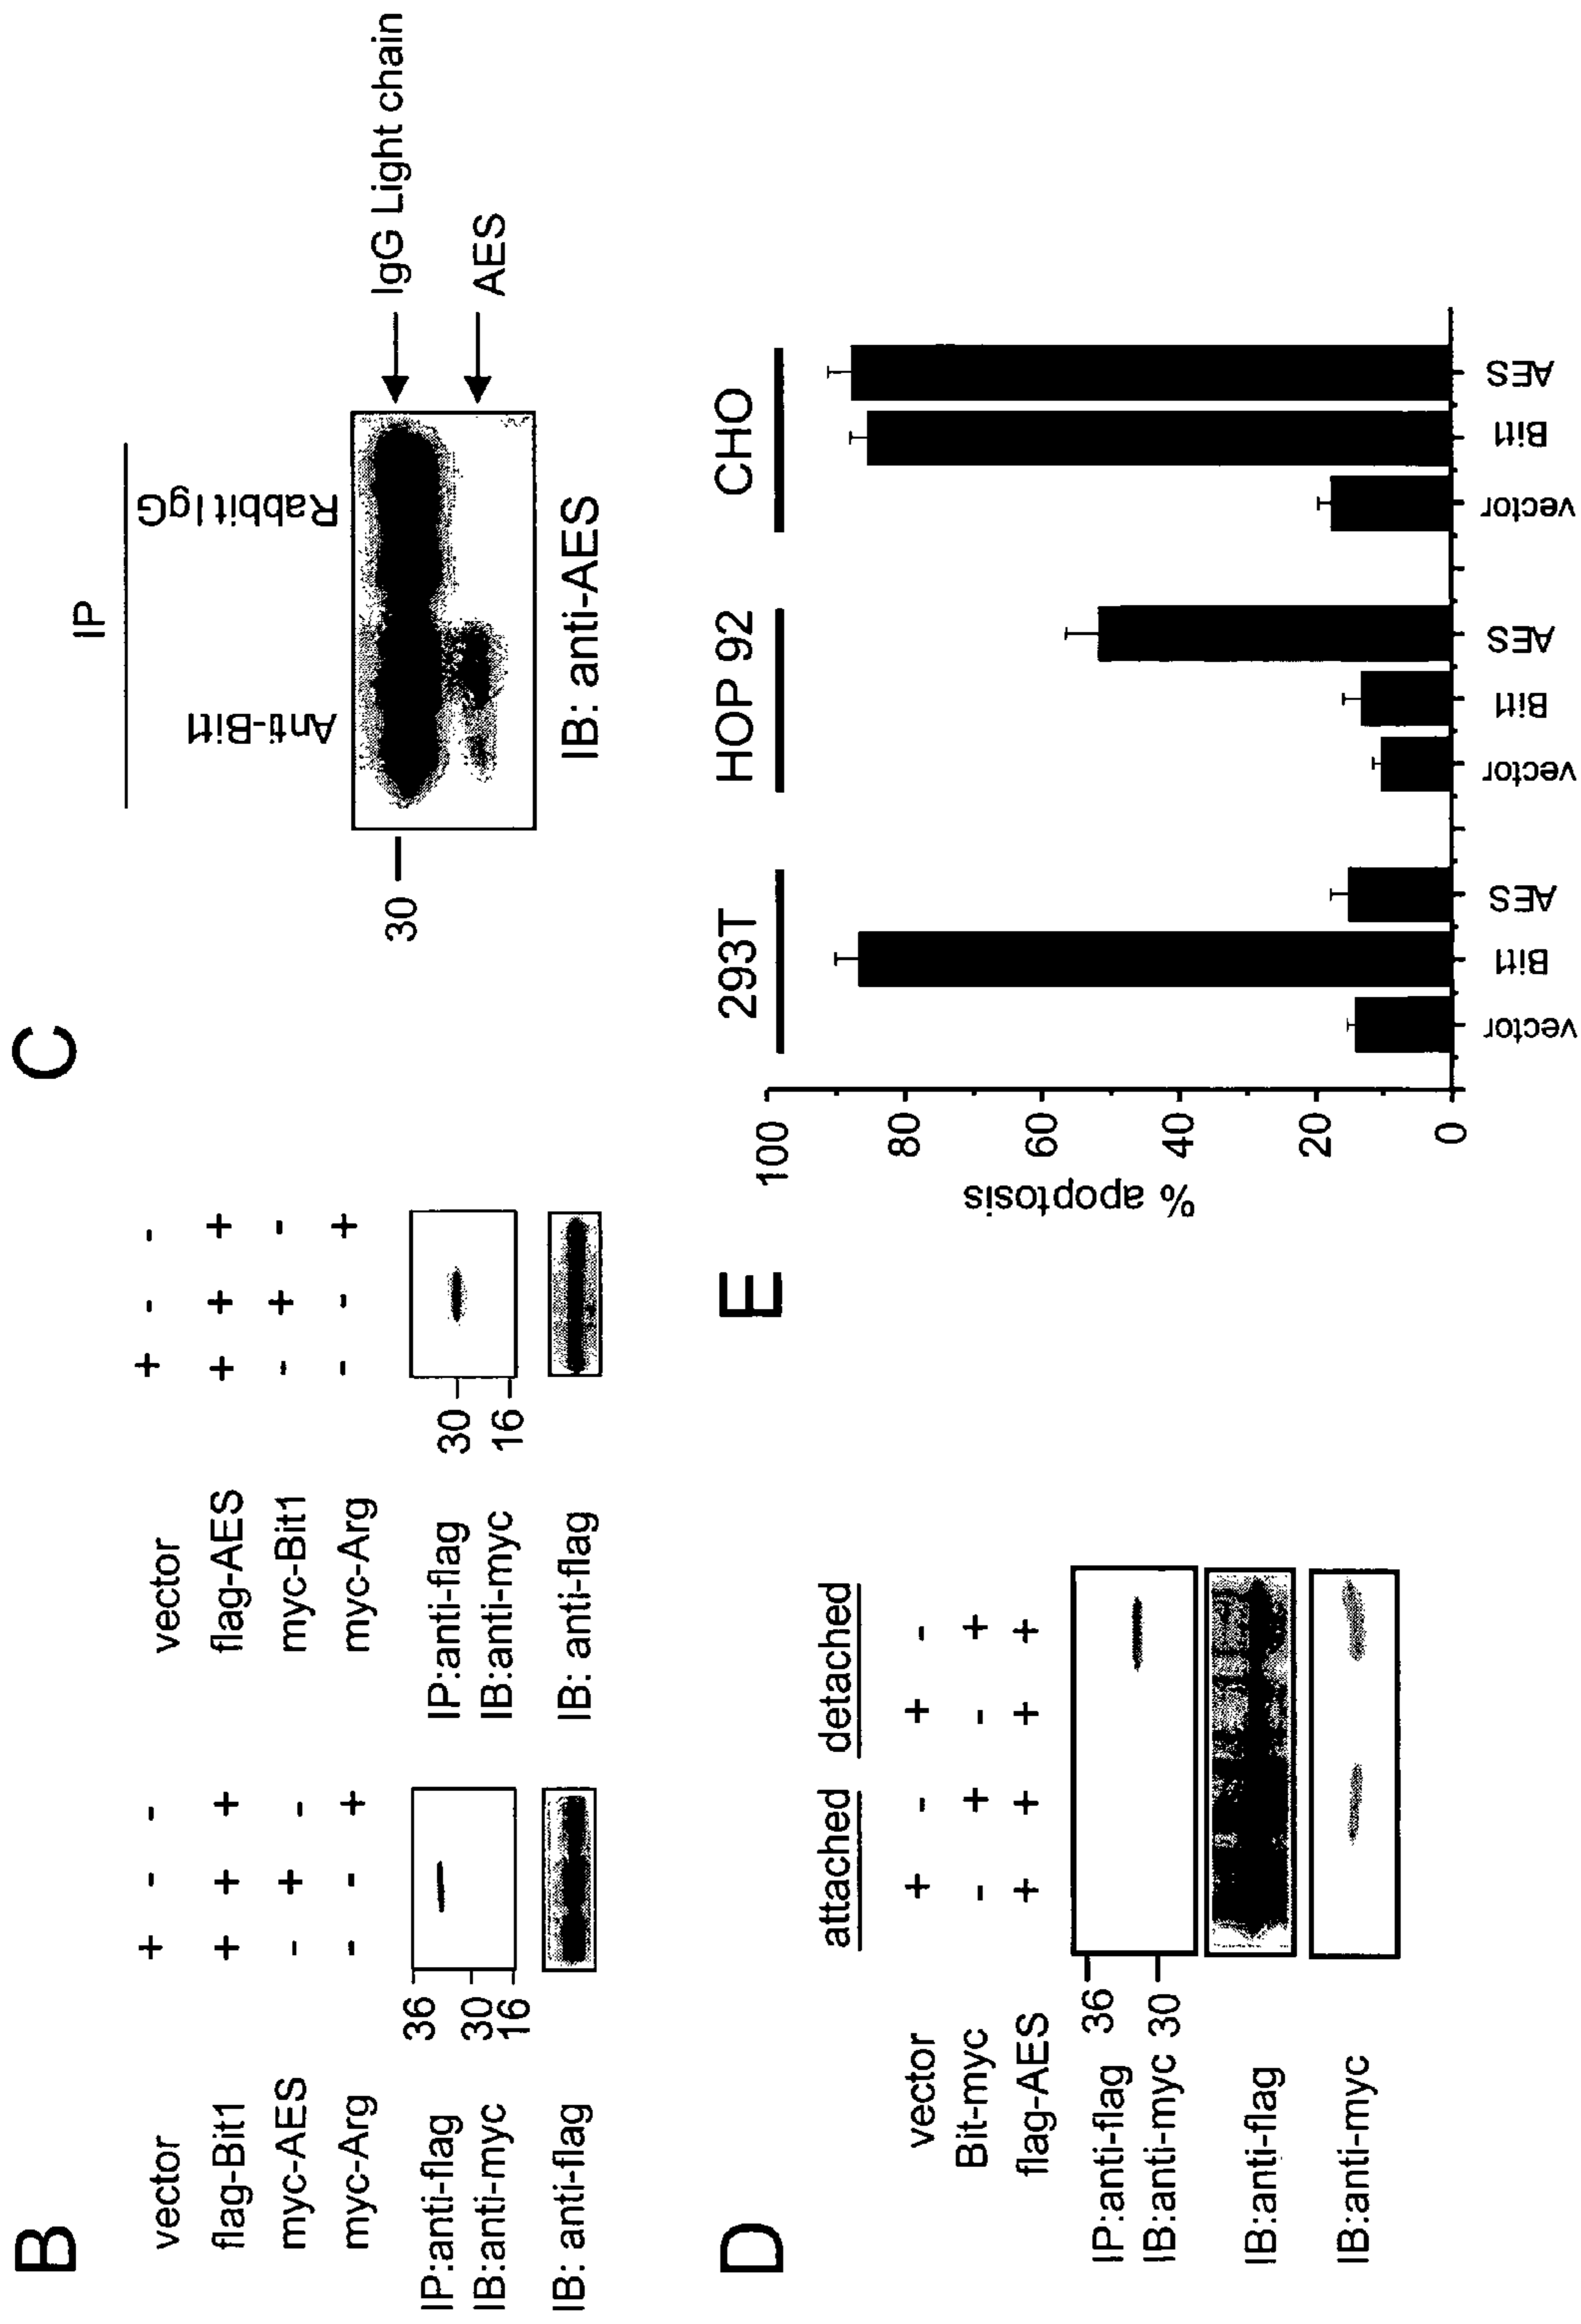 B
vector + - -
flag-Bit1 + + +
myc-AES - + -
myc-Arg - - +
36
IP:anti-flag
30
IB:anti-myc
16
IB: anti-flag
vector + - -
flag-AES + + +
myc-Bit1 - + -
myc-Arg - - +
IP:anti-flag
30
IB:anti-myc
16
IB: anti-flag
C
IP
Anti-Bit1
Rabbit IgG
30
IgG Light chain
AES
IB: anti-AES
D
attached detached
vector + - + -
Bit-myc - + - +
flag-AES + + + +
IP:anti-flag 36
IB:anti-myc 30
IB:anti-flag
IB:anti-myc
E
293T HOP 92 CHO
% apoptosis
100
80
60
40
20
0
vector Bit1 AES vector Bit1 AES vector Bit1 AES